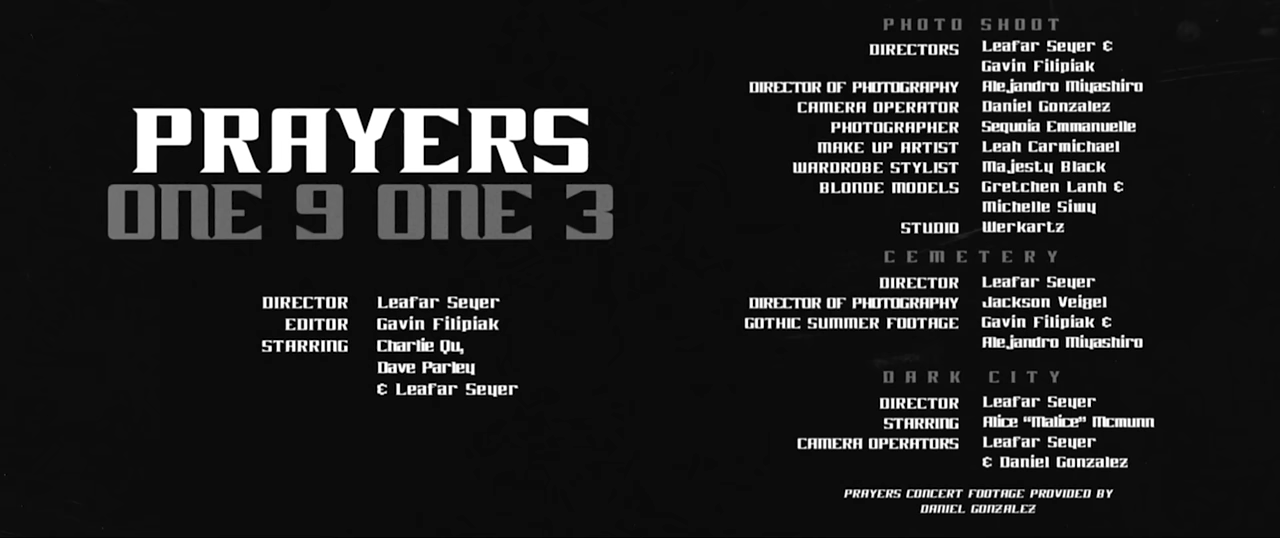 PRAYERS
ONE 9 ONE 3
DIRECTOR Leafar Seyer
EDITOR Gavin Filipiak
STARRING Charlie Qu,
Dave Parley
& Leafar Seyer
PHOTO SHOOT
DIRECTORS Leafar Seyer &
Gavin Filipiak
DIRECTOR OF PHOTOGRAPHY Alejandro Miyashiro
CAMERA OPERATOR Daniel Gonzalez
PHOTOGRAPHER Sequoia Emmanuelle
MAKE UP ARTIST Leah Carmichael
WARDROBE STYLIST Majesty Black
BLONDE MODELS Gretchen Lanh &
Michelle Siwy
STUDIO Werkartz
CEMETERY
DIRECTOR Leafar Seyer
DIRECTOR OF PHOTOGRAPHY Jackson Veigel
GOTHIC SUMMER FOOTAGE Gavin Filipiak &
Alejandro Miyashiro
DARK CITY
DIRECTOR Leafar Seyer
STARRING Alice "Malice" Mcmunn
CAMERA OPERATORS Leafar Seyer
& Daniel Gonzalez
PRAYERS CONCERT FOOTAGE PROVIDED BY
DANIEL GONZALEZ